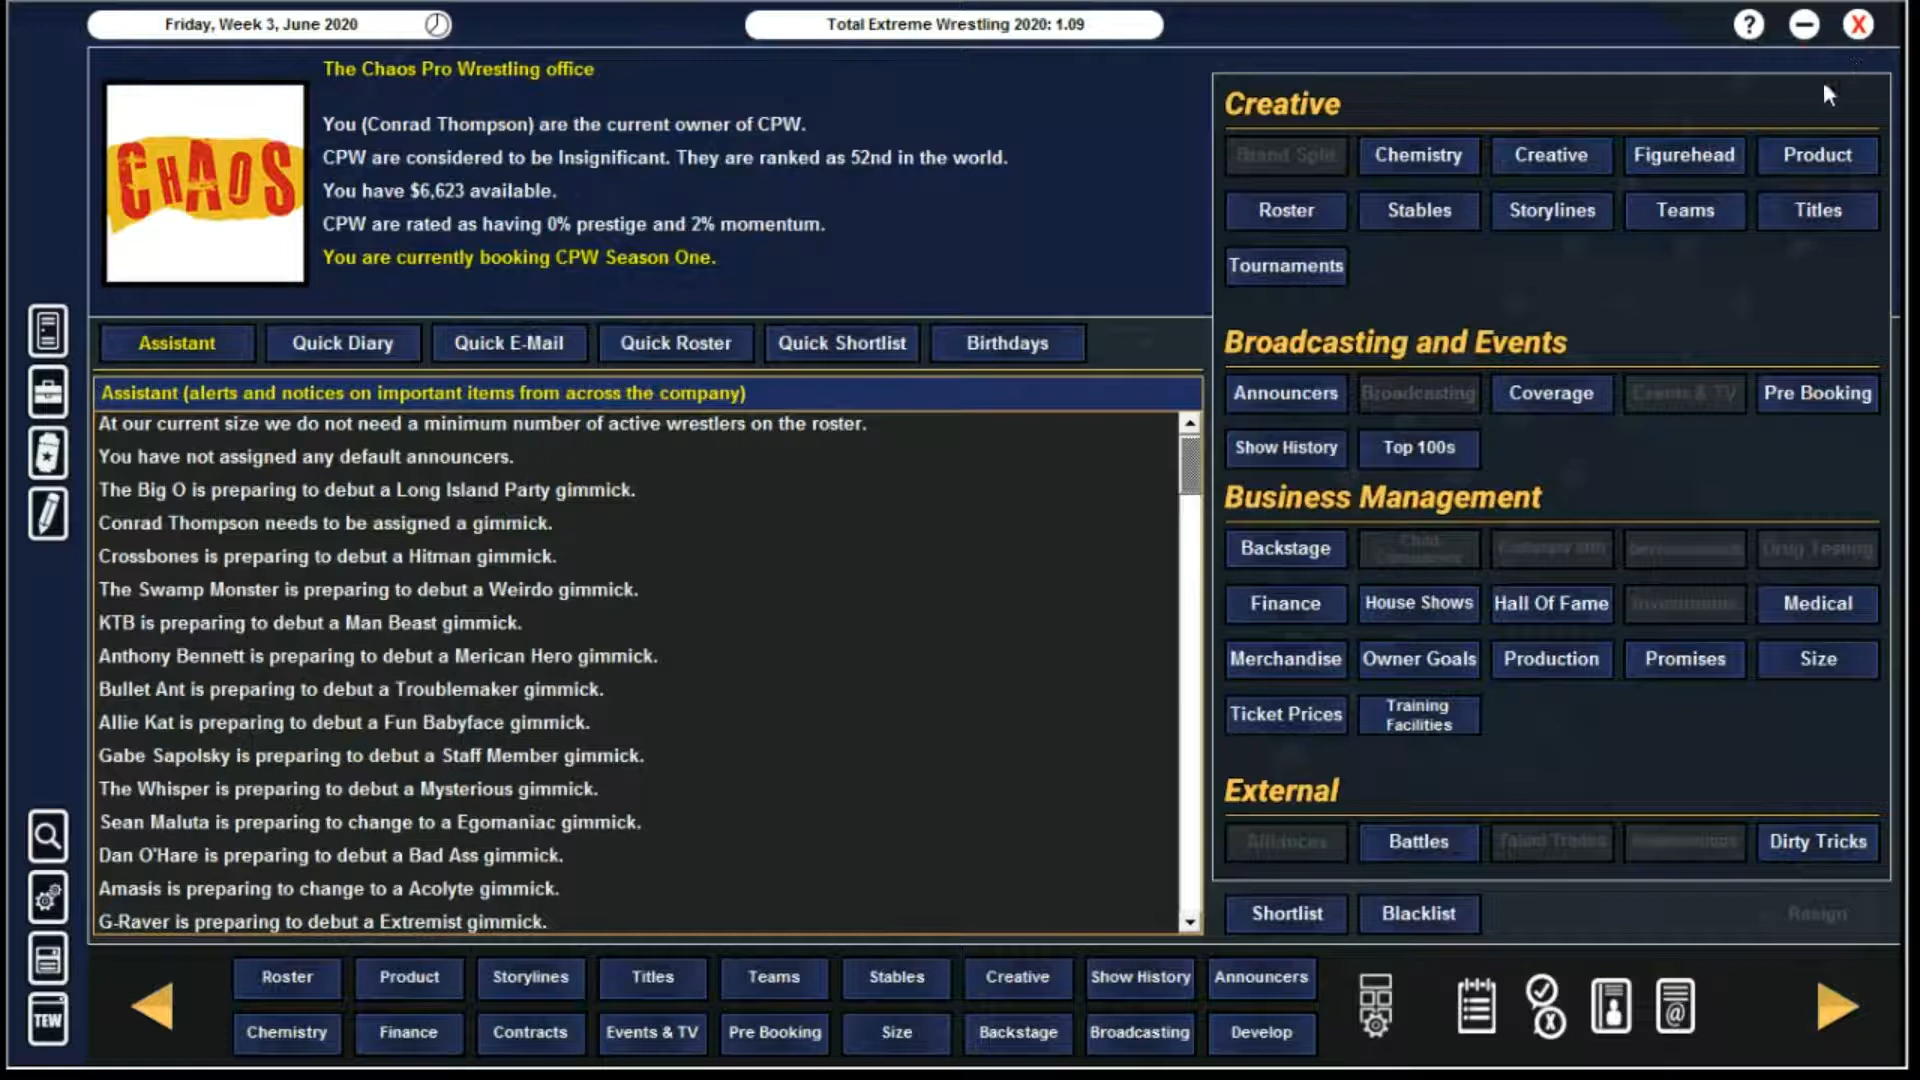 Friday, Week 3, June 2020
Total Extreme Wrestling 2020: 1.09
?
X
CHAOS
The Chaos Pro Wrestling office
You (Conrad Thompson) are the current owner of CPW.
CPW are considered to be Insignificant. They are ranked as 52nd in the world.
You have $6,623 available.
CPW are rated as having 0% prestige and 2% momentum.
You are currently booking CPW Season One.
Assistant Quick Diary Quick E-Mail Quick Roster Quick Shortlist Birthdays
Assistant (alerts and notices on important items from across the company)
At our current size we do not need a minimum number of active wrestlers on the roster.
You have not assigned any default announcers.
The Big O is preparing to debut a Long Island Party gimmick.
Conrad Thompson needs to be assigned a gimmick.
Crossbones is preparing to debut a Hitman gimmick.
The Swamp Monster is preparing to debut a Weirdo gimmick.
KTB is preparing to debut a Man Beast gimmick.
Anthony Bennett is preparing to debut a Merican Hero gimmick.
Bullet Ant is preparing to debut a Troublemaker gimmick.
Allie Kat is preparing to debut a Fun Babyface gimmick.
Gabe Sapolsky is preparing to debut a Staff Member gimmick.
The Whisper is preparing to debut a Mysterious gimmick.
Sean Maluta is preparing to change to a Egomaniac gimmick.
Dan O'Hare is preparing to debut a Bad Ass gimmick.
Amasis is preparing to change to a Acolyte gimmick.
G-Raver is preparing to debut a Extremist gimmick.
Creative
Brand Split Chemistry Creative Figurehead Product
Roster Stables Storylines Teams Titles
Tournaments
Broadcasting and Events
Announcers Broadcasting Coverage Events & TV Pre Booking
Show History Top 100s
Business Management
Backstage Child Companies Drug Testing
Finance House Shows Hall Of Fame Medical
Merchandise Owner Goals Production Promises Size
Ticket Prices Training Facilities
External
Alliances Battles Talent Trades Dirty Tricks
Shortlist Blacklist Resign
Roster Product Storylines Titles Teams Stables Creative Show History Announcers
Chemistry Finance Contracts Events & TV Pre Booking Size Backstage Broadcasting Develop
TEW
@